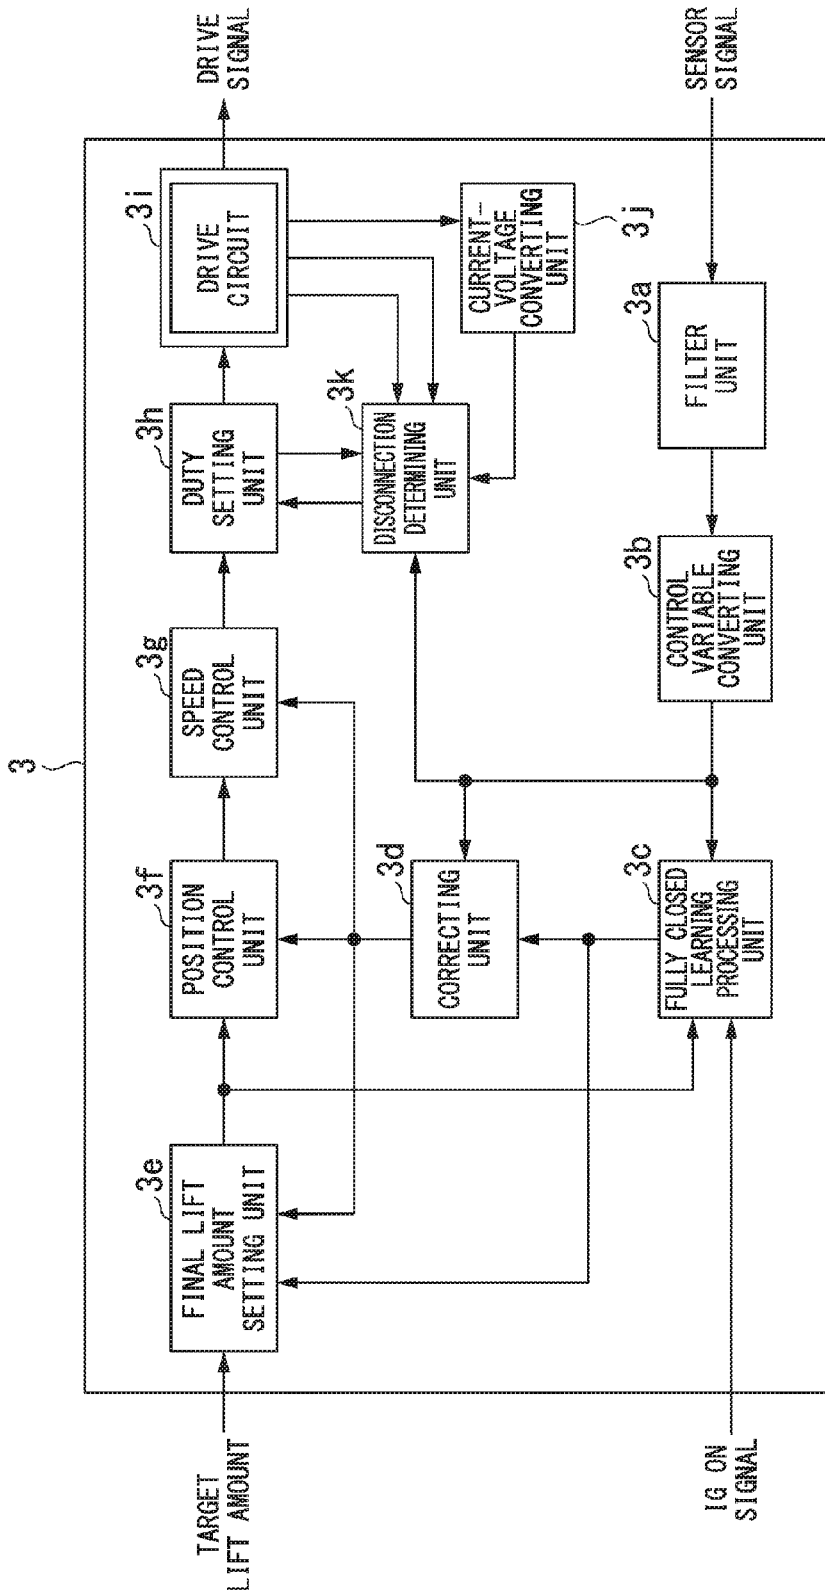 3
TARGET
LIFT AMOUNT
3e
FINAL LIFT
AMOUNT
SETTING UNIT
3f
POSITION
CONTROL
UNIT
3g
SPEED
CONTROL
UNIT
3h
DUTY
SETTING
UNIT
3i
DRIVE
CIRCUIT
DRIVE
SIGNAL
3k
DISCONNECTION
DETERMINING
UNIT
CURRENT-
VOLTAGE
CONVERTING
UNIT
3j
3d
CORRECTING
UNIT
IG ON
SIGNAL
3c
FULLY CLOSED
LEARNING
PROCESSING
UNIT
3b
CONTROL
VARIABLE
CONVERTING
UNIT
3a
FILTER
UNIT
SENSOR
SIGNAL